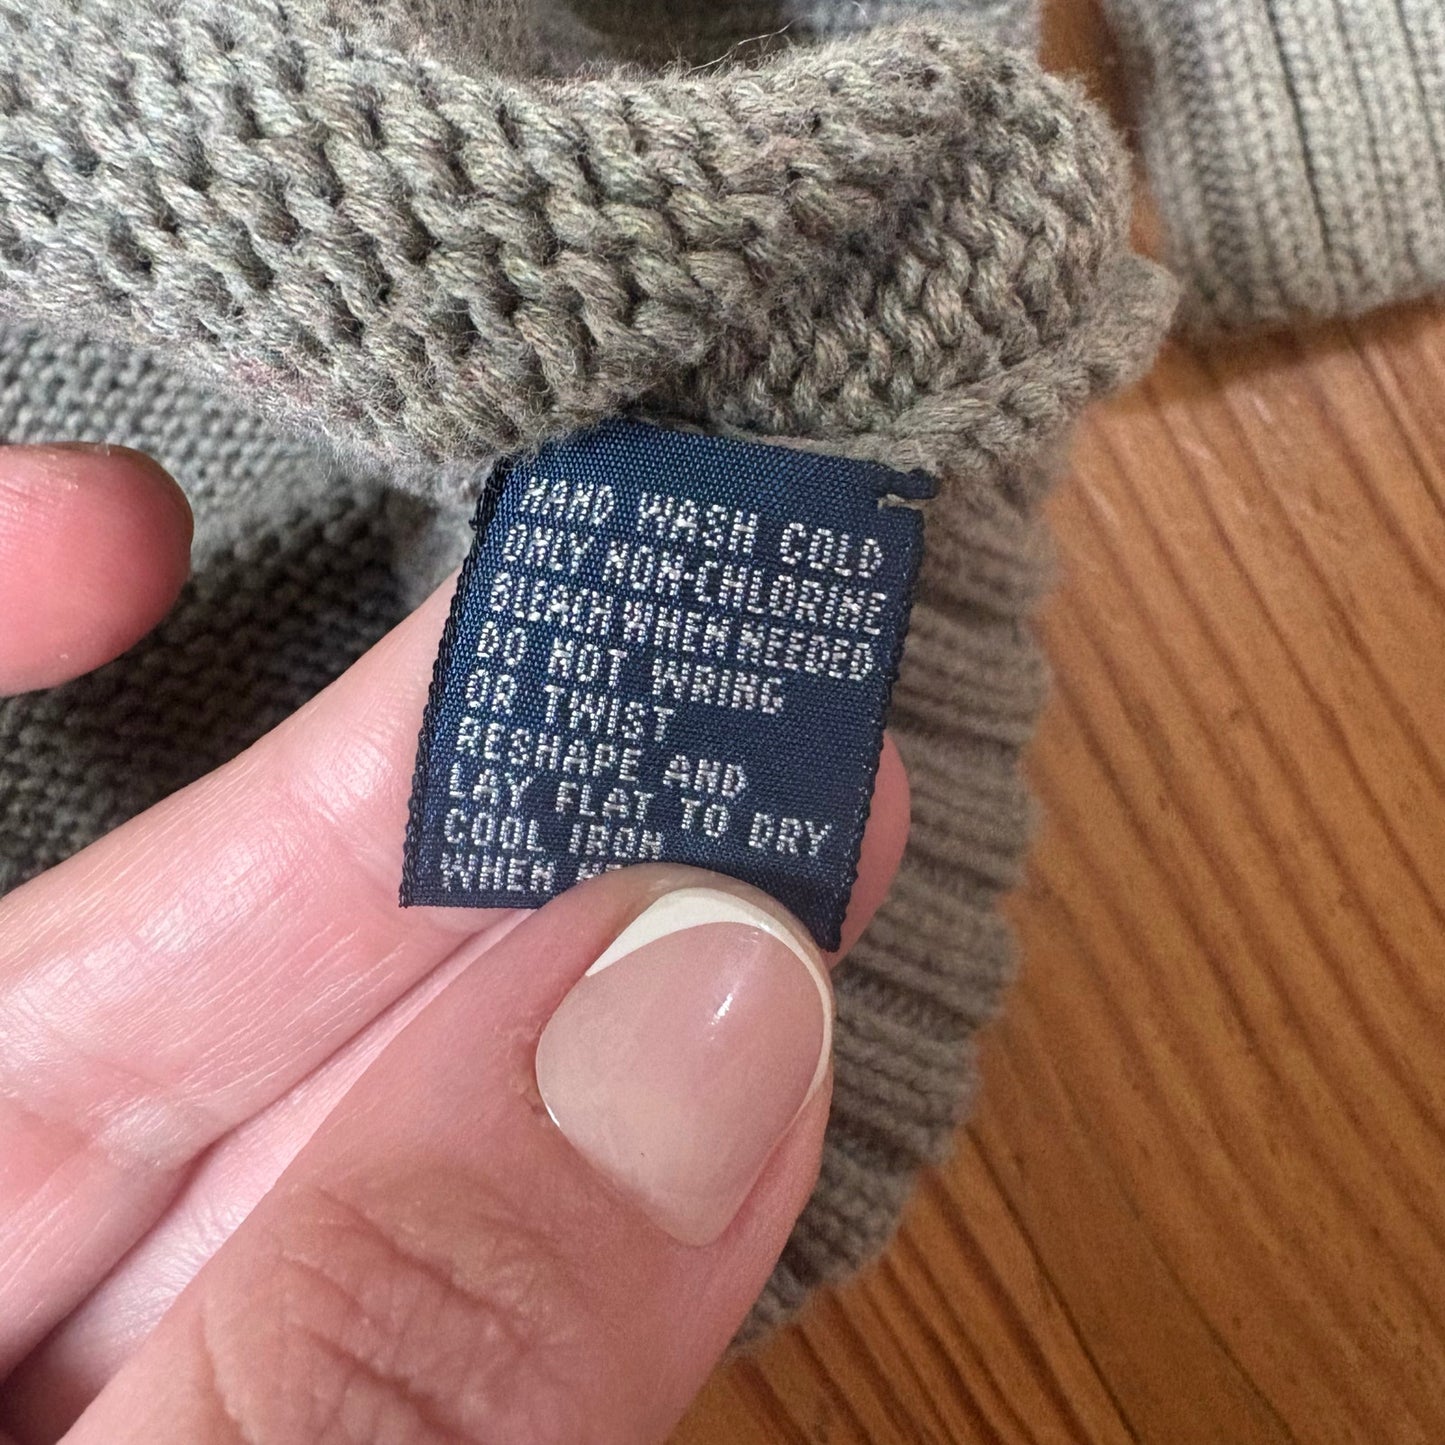 HAND WASH COLD
ONLY NON-CHLORINE
BLEACH WHEN NEEDED
DO NOT WRING
OR TWIST
RESHAPE AND
LAY FLAT TO DRY
COOL IRON
WHEN